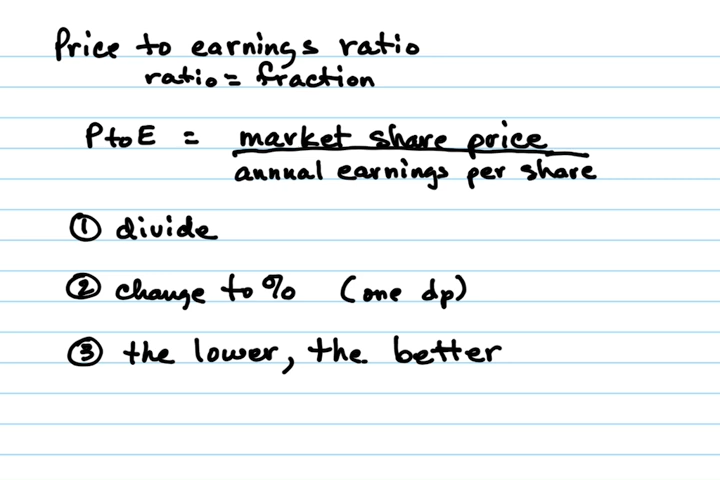 Price to earnings ratio
ratio = fraction
P to E = market share price
annual earnings per share
① divide
② change to % (one dp)
③ the lower, the better